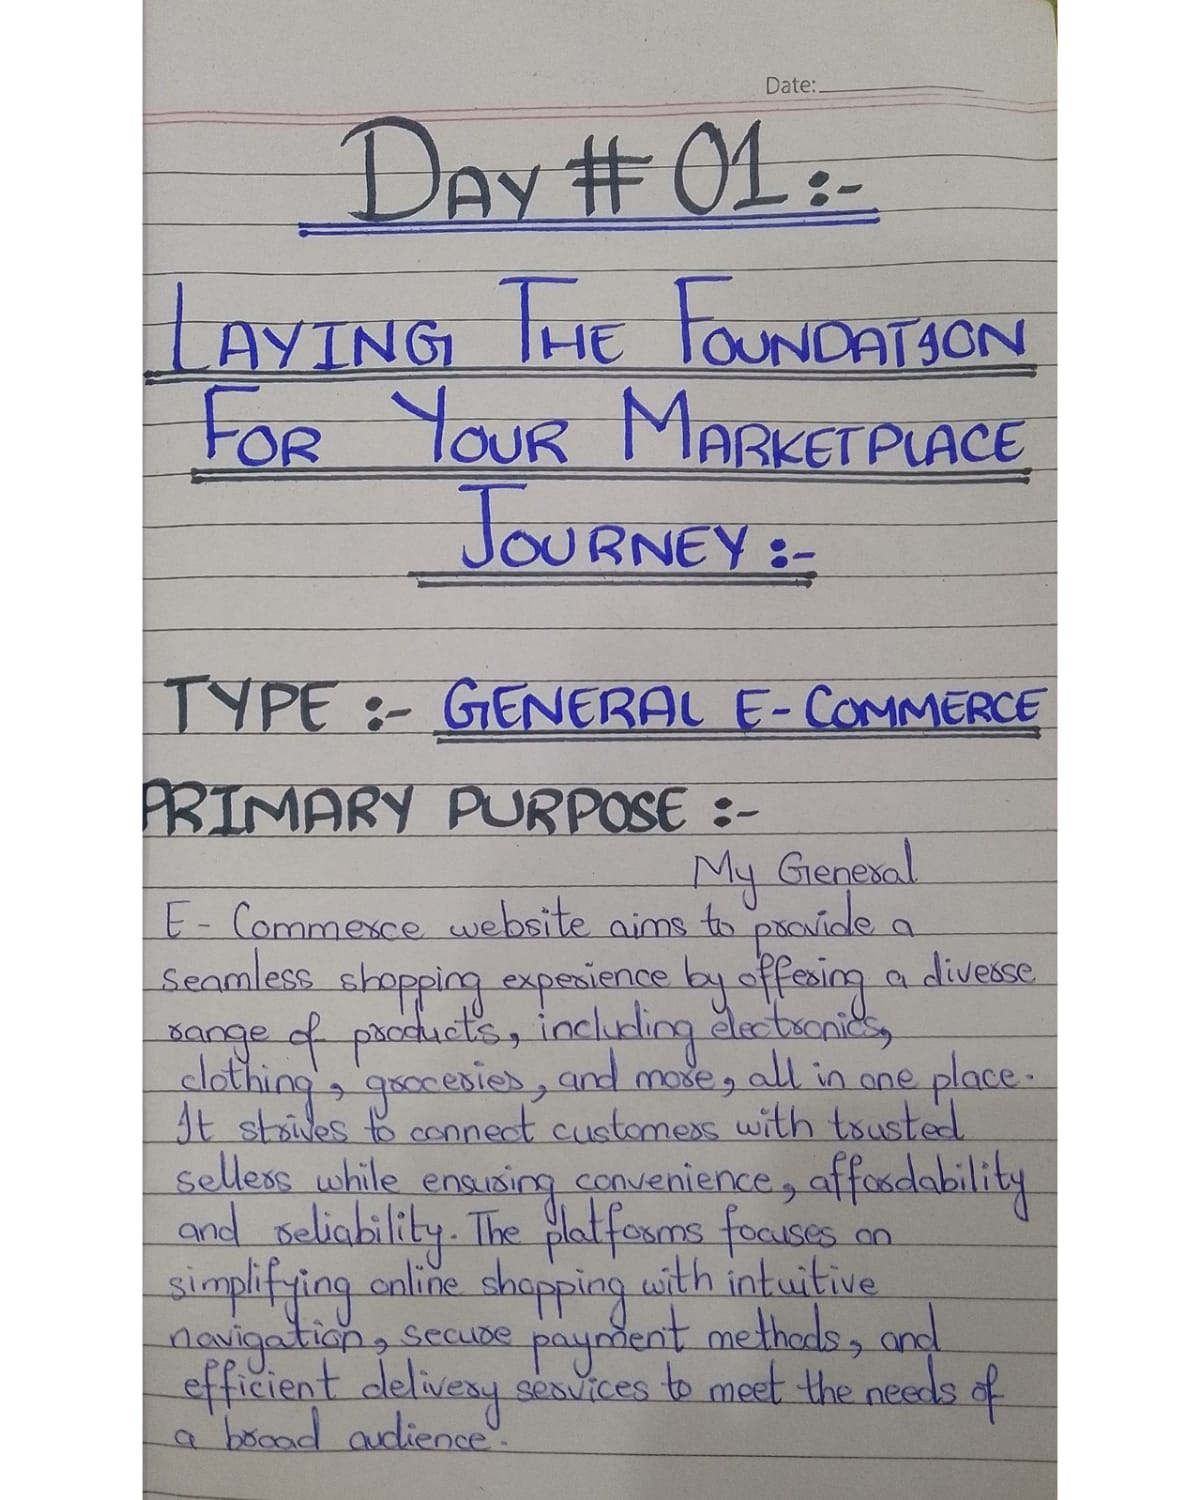 Date:
DAY # 01 :-
LAYING THE FOUNDATION
FOR YOUR MARKETPLACE
JOURNEY :-
TYPE :- GENERAL E-COMMERCE
PRIMARY PURPOSE :-
My General
E-Commerce website aims to provide a
seamless shopping experience by offering a diverse
range of products, including electronics,
clothing, groceries, and more, all in one place.
It strives to connect customers with trusted
sellers while ensuring convenience, affordability
and reliability. The platforms focuses on
simplifying online shopping with intuitive
navigation, secure payment methods, and
efficient delivery services to meet the needs of
a broad audience.